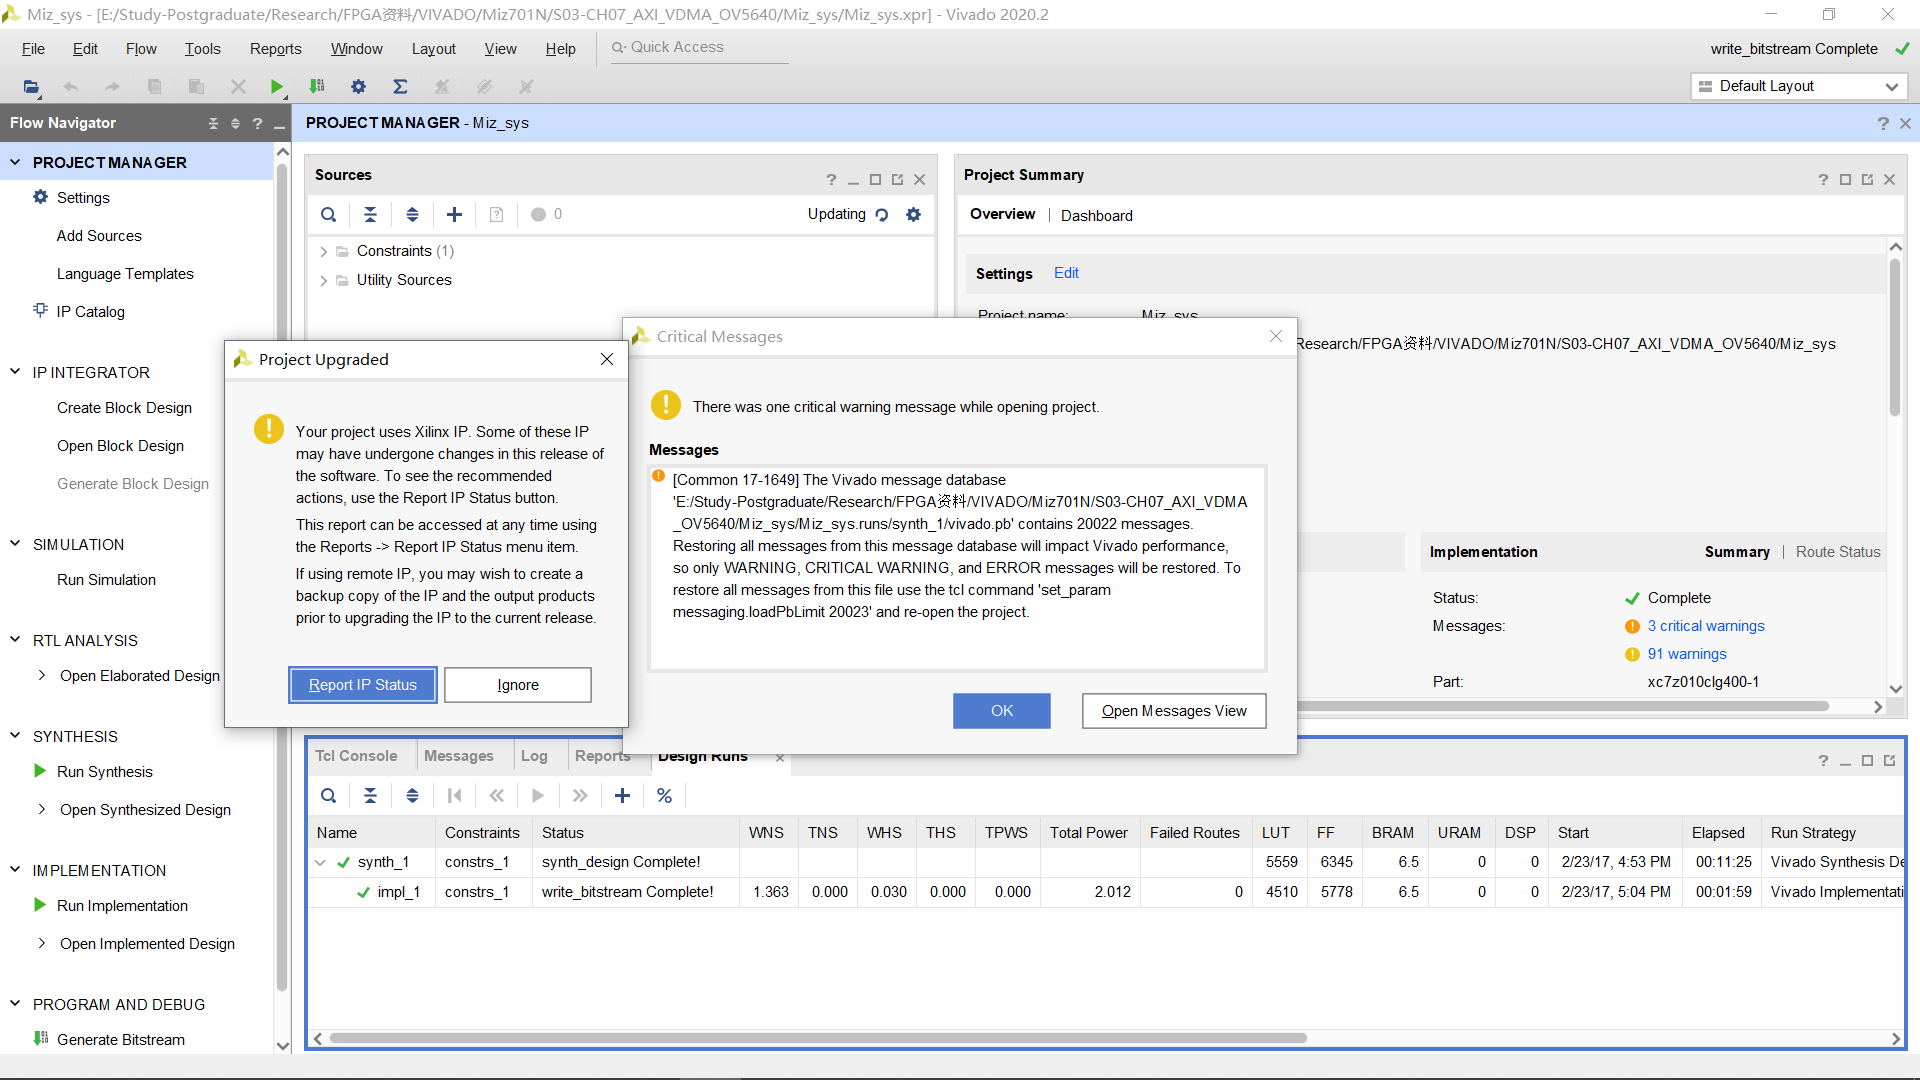 Miz_sys - [E:/Study-Postgraduate/Research/FPGA资料/VIVADO/Miz701N/S03-CH07_AXI_VDMA_OV5640/Miz_sys/Miz_sys.xpr] - Vivado 2020.2
File Edit Flow Tools Reports Window Layout View Help Quick Access
write_bitstream Complete
Default Layout
Flow Navigator
PROJECT MANAGER - Miz_sys
PROJECT MANAGER
Settings
Add Sources
Language Templates
IP Catalog
IP INTEGRATOR
Create Block Design
Open Block Design
Generate Block Design
SIMULATION
Run Simulation
RTL ANALYSIS
Open Elaborated Design
SYNTHESIS
Run Synthesis
Open Synthesized Design
IMPLEMENTATION
Run Implementation
Open Implemented Design
PROGRAM AND DEBUG
Generate Bitstream
Sources
0
Updating
Constraints (1)
Utility Sources
Project Summary
Overview | Dashboard
Settings Edit
Project name: Miz_sys
Research/FPGA资料/VIVADO/Miz701N/S03-CH07_AXI_VDMA_OV5640/Miz_sys
Implementation Summary | Route Status
Status: Complete
Messages: 3 critical warnings
91 warnings
Part: xc7z010clg400-1
Project Upgraded
Your project uses Xilinx IP. Some of these IP
may have undergone changes in this release of
the software. To see the recommended
actions, use the Report IP Status button.
This report can be accessed at any time using
the Reports -> Report IP Status menu item.
If using remote IP, you may wish to create a
backup copy of the IP and the output products
prior to upgrading the IP to the current release.
Report IP Status Ignore
Critical Messages
There was one critical warning message while opening project.
Messages
[Common 17-1649] The Vivado message database
'E:/Study-Postgraduate/Research/FPGA资料/VIVADO/Miz701N/S03-CH07_AXI_VDMA
_OV5640/Miz_sys/Miz_sys.runs/synth_1/vivado.pb' contains 20022 messages.
Restoring all messages from this message database will impact Vivado performance,
so only WARNING, CRITICAL WARNING, and ERROR messages will be restored. To
restore all messages from this file use the tcl command 'set_param
messaging.loadPbLimit 20023' and re-open the project.
OK Open Messages View
Tcl Console Messages Log Reports Design Runs
Name Constraints Status WNS TNS WHS THS TPWS Total Power Failed Routes LUT FF BRAM URAM DSP Start Elapsed Run Strategy
synth_1 constrs_1 synth_design Complete! 5559 6345 6.5 0 0 2/23/17, 4:53 PM 00:11:25 Vivado Synthesis De
impl_1 constrs_1 write_bitstream Complete! 1.363 0.000 0.030 0.000 0.000 2.012 0 4510 5778 6.5 0 0 2/23/17, 5:04 PM 00:01:59 Vivado Implementati